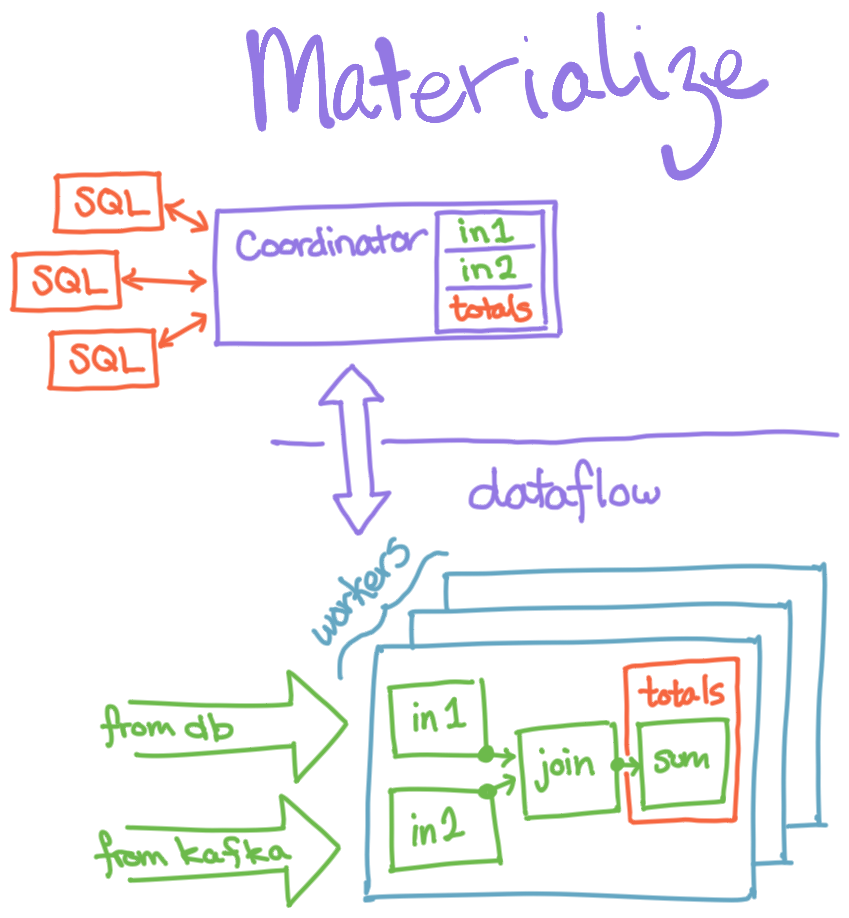 Materialize
SQL
SQL
SQL
Coordinator
in1
in2
totals
dataflow
workers
from db
from kafka
in1
in2
join
totals
sum